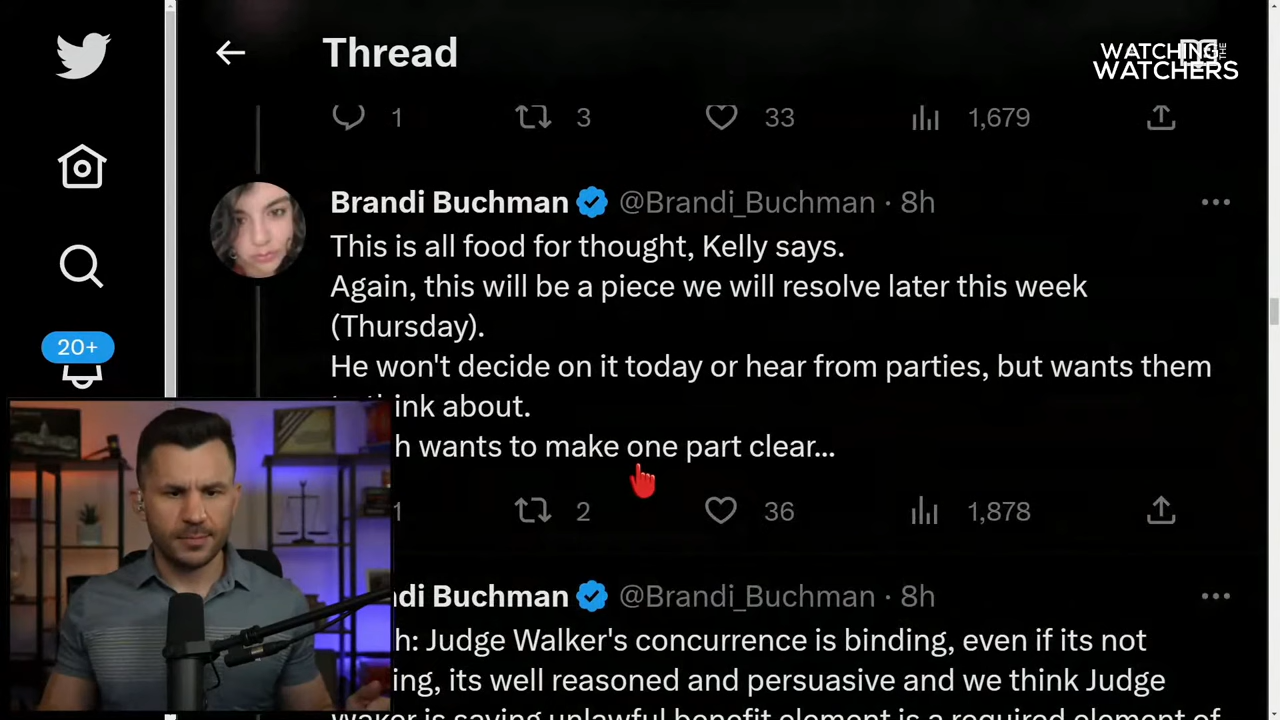 Thread
WATCHING THE
WATCHERS
1 3 33 1,679
Brandi Buchman @Brandi_Buchman · 8h
This is all food for thought, Kelly says.
Again, this will be a piece we will resolve later this week
(Thursday).
He won't decide on it today or hear from parties, but wants them
think about.
wants to make one part clear...
1 2 36 1,878
20+
Buchman @Brandi_Buchman · 8h
Judge Walker's concurrence is binding, even if its not
its well reasoned and persuasive and we think Judge
waker is saying unlawful benefit element is a required element of